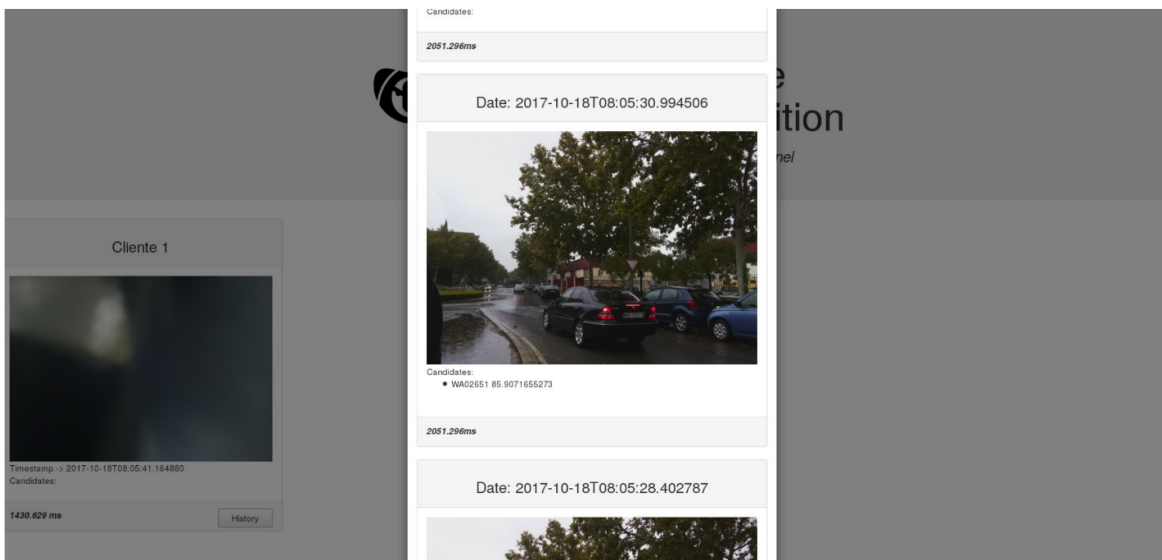 Candidates:
2051.296ms
Date: 2017-10-18T08:05:30.994506
ition
nel
Cliente 1
Candidates:
WA02651 85.9071655273
2051.296ms
Timestamp -> 2017-10-18T08:05:41.164880
Candidates:
1430.629 ms
History
Date: 2017-10-18T08:05:28.402787